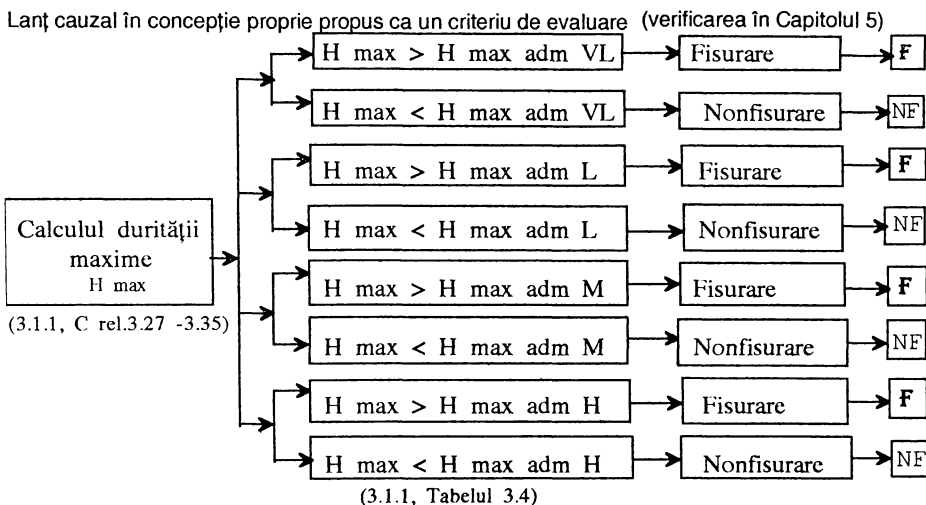 Lanț cauzal în concepție proprie propus ca un criteriu de evaluare (verificarea în Capitolul 5)
H max > H max adm VL Fisurare F
H max < H max adm VL Nonfisurare NF
H max > H max adm L Fisurare F
H max < H max adm L Nonfisurare NF
Calculul durității
maxime
H max
(3.1.1, C rel.3.27 -3.35)
H max > H max adm M Fisurare F
H max < H max adm M Nonfisurare NF
H max > H max adm H Fisurare F
H max < H max adm H Nonfisurare NF
(3.1.1, Tabelul 3.4)